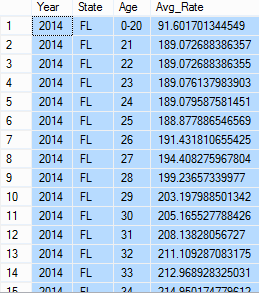 Year State Age Avg_Rate
1 2014 FL 0-20 91.601701344549
2 2014 FL 21 189.072688386357
3 2014 FL 22 189.072688386355
4 2014 FL 23 189.076137983903
5 2014 FL 24 189.079587581451
6 2014 FL 25 188.877886546569
7 2014 FL 26 191.431810655425
8 2014 FL 27 194.408275967804
9 2014 FL 28 199.23657339977
10 2014 FL 29 203.197988501342
11 2014 FL 30 205.165527788426
12 2014 FL 31 208.13828056727
13 2014 FL 32 211.109287083175
14 2014 FL 33 212.968928325031
15 2014 FL 34 214.950174779612